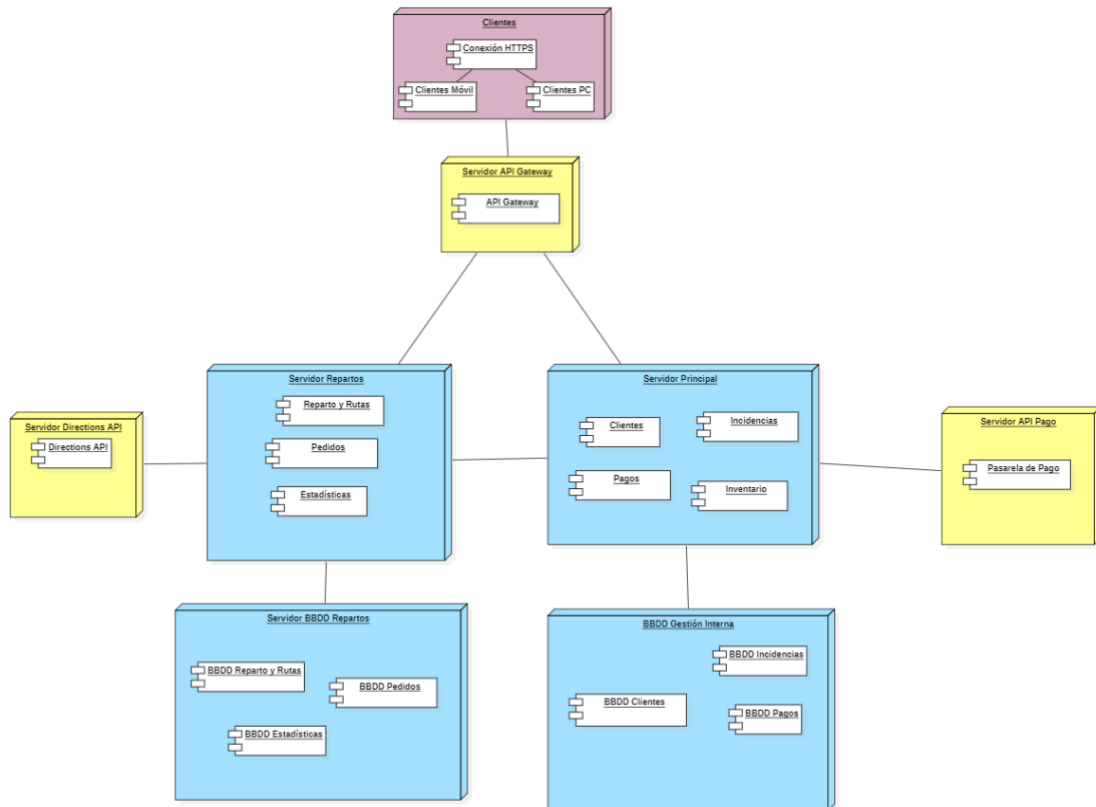 Clientes
Conexión HTTPS
Clientes Móvil
Clientes PC
Servidor API Gateway
API Gateway
Servidor Repartos
Reparto y Rutas
Pedidos
Estadísticas
Servidor Principal
Clientes
Incidencias
Pagos
Inventario
Servidor Directions API
Directions API
Servidor API Pago
Pasarela de Pago
Servidor BBDD Repartos
BBDD Reparto y Rutas
BBDD Pedidos
BBDD Estadísticas
BBDD Gestión Interna
BBDD Incidencias
BBDD Clientes
BBDD Pagos